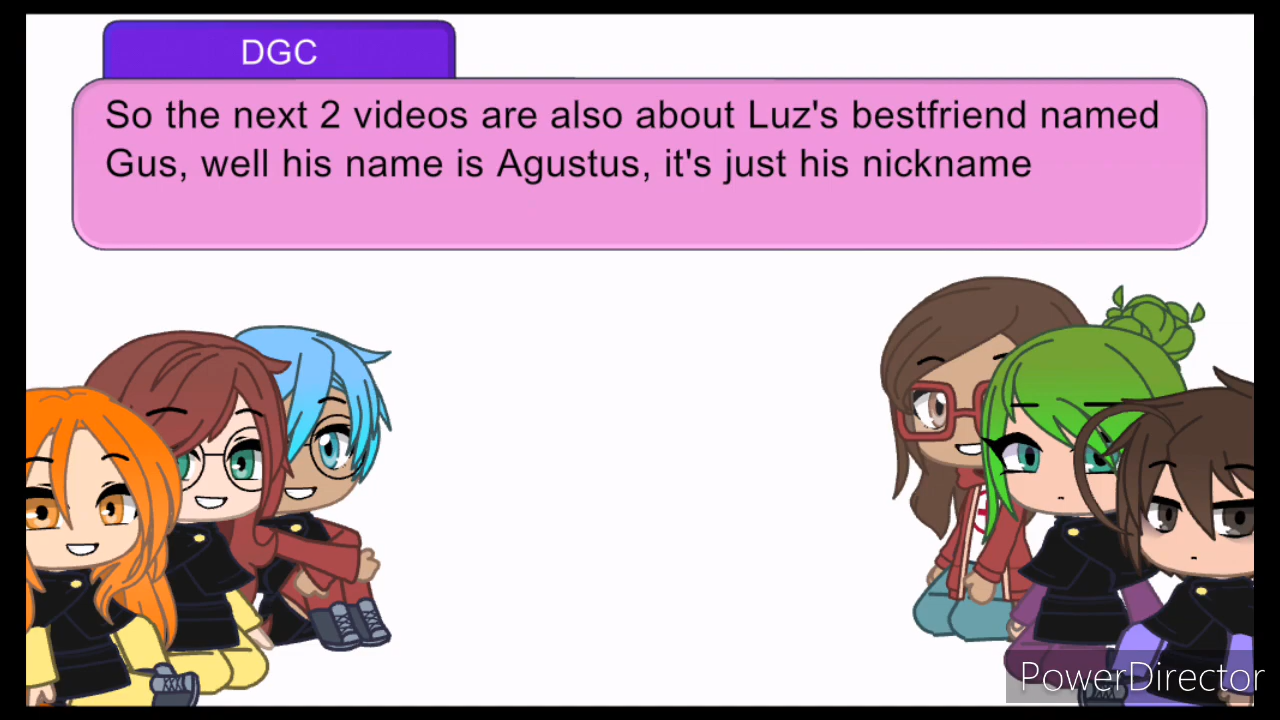 DGC
So the next 2 videos are also about Luz's bestfriend named
Gus, well his name is Agustus, it's just his nickname
PowerDirector